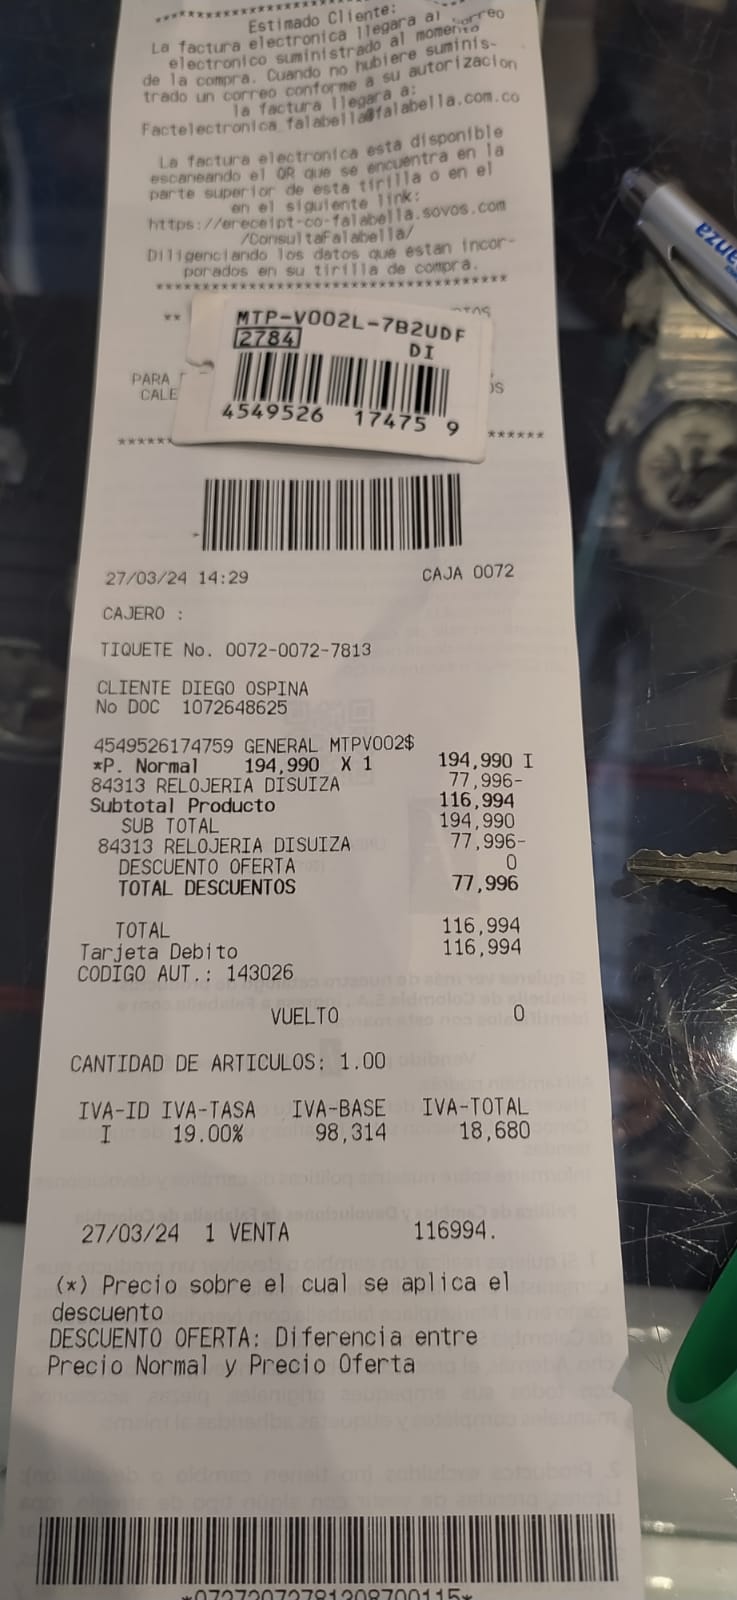 ***********************************
Estimado Cliente:
La factura electronica llegara al correo
electronico suministrado al momento
de la compra. Cuando no hubiere suminis-
trado un correo conforme a su autorizacion
la factura llegara a:
Factelectronica_falabella@falabella.com.co
La factura electronica está disponible
escaneando el QR que se encuentra en la
parte superior de esta tirilla o en el
en el siguiente link:
https://ereceipt-co-falabella.sovos.com
/ConsultaFalabella/
Diligenciando los datos que estan incor-
porados en su tirilla de compra.
***********************************
**
MTP-V002L-7B2UDF
2784
DI
PARA
CALE
4549526 17475 9
27/03/24 14:29 CAJA 0072
CAJERO :
TIQUETE No. 0072-0072-7813
CLIENTE DIEGO OSPINA
No DOC 1072648625
4549526174759 GENERAL MTPV002$
*P. Normal 194,990 X 1 194,990 I
84313 RELOJERIA DISUIZA 77,996-
Subtotal Producto 116,994
SUB TOTAL 194,990
84313 RELOJERIA DISUIZA 77,996-
DESCUENTO OFERTA 0
TOTAL DESCUENTOS 77,996
TOTAL 116,994
Tarjeta Debito 116,994
CODIGO AUT.: 143026
VUELTO 0
CANTIDAD DE ARTICULOS: 1.00
IVA-ID IVA-TASA IVA-BASE IVA-TOTAL
I 19.00% 98,314 18,680
27/03/24 1 VENTA 116994.
(*) Precio sobre el cual se aplica el
descuento
DESCUENTO OFERTA: Diferencia entre
Precio Normal y Precio Oferta